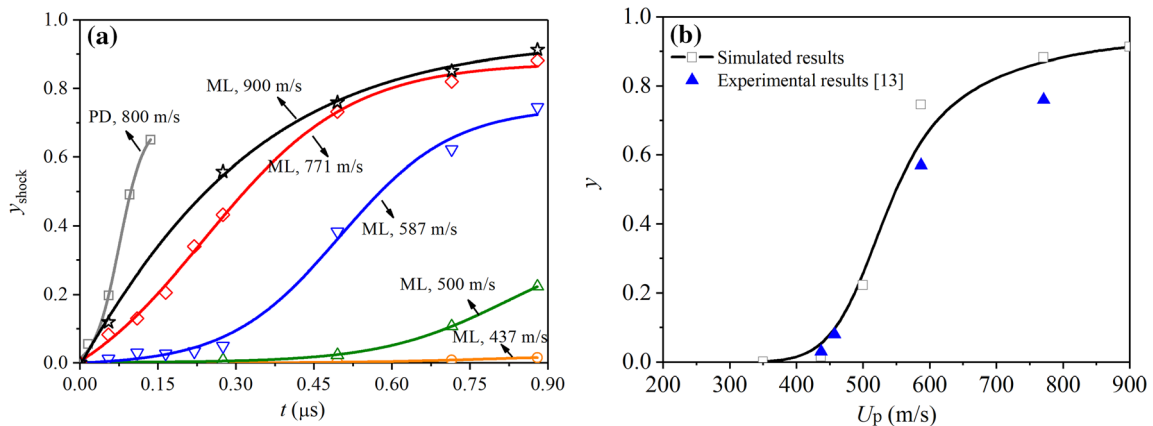 (a)
1.0
0.8
0.6
0.4
0.2
0.0
yshock
0.00
0.15
0.30
0.45
0.60
0.75
0.90
t (μs)
PD, 800 m/s
ML, 900 m/s
ML, 771 m/s
ML, 587 m/s
ML, 500 m/s
ML, 437 m/s
(b)
1.0
0.8
0.6
0.4
0.2
0.0
y
200
300
400
500
600
700
800
900
Up (m/s)
Simulated results
Experimental results [13]